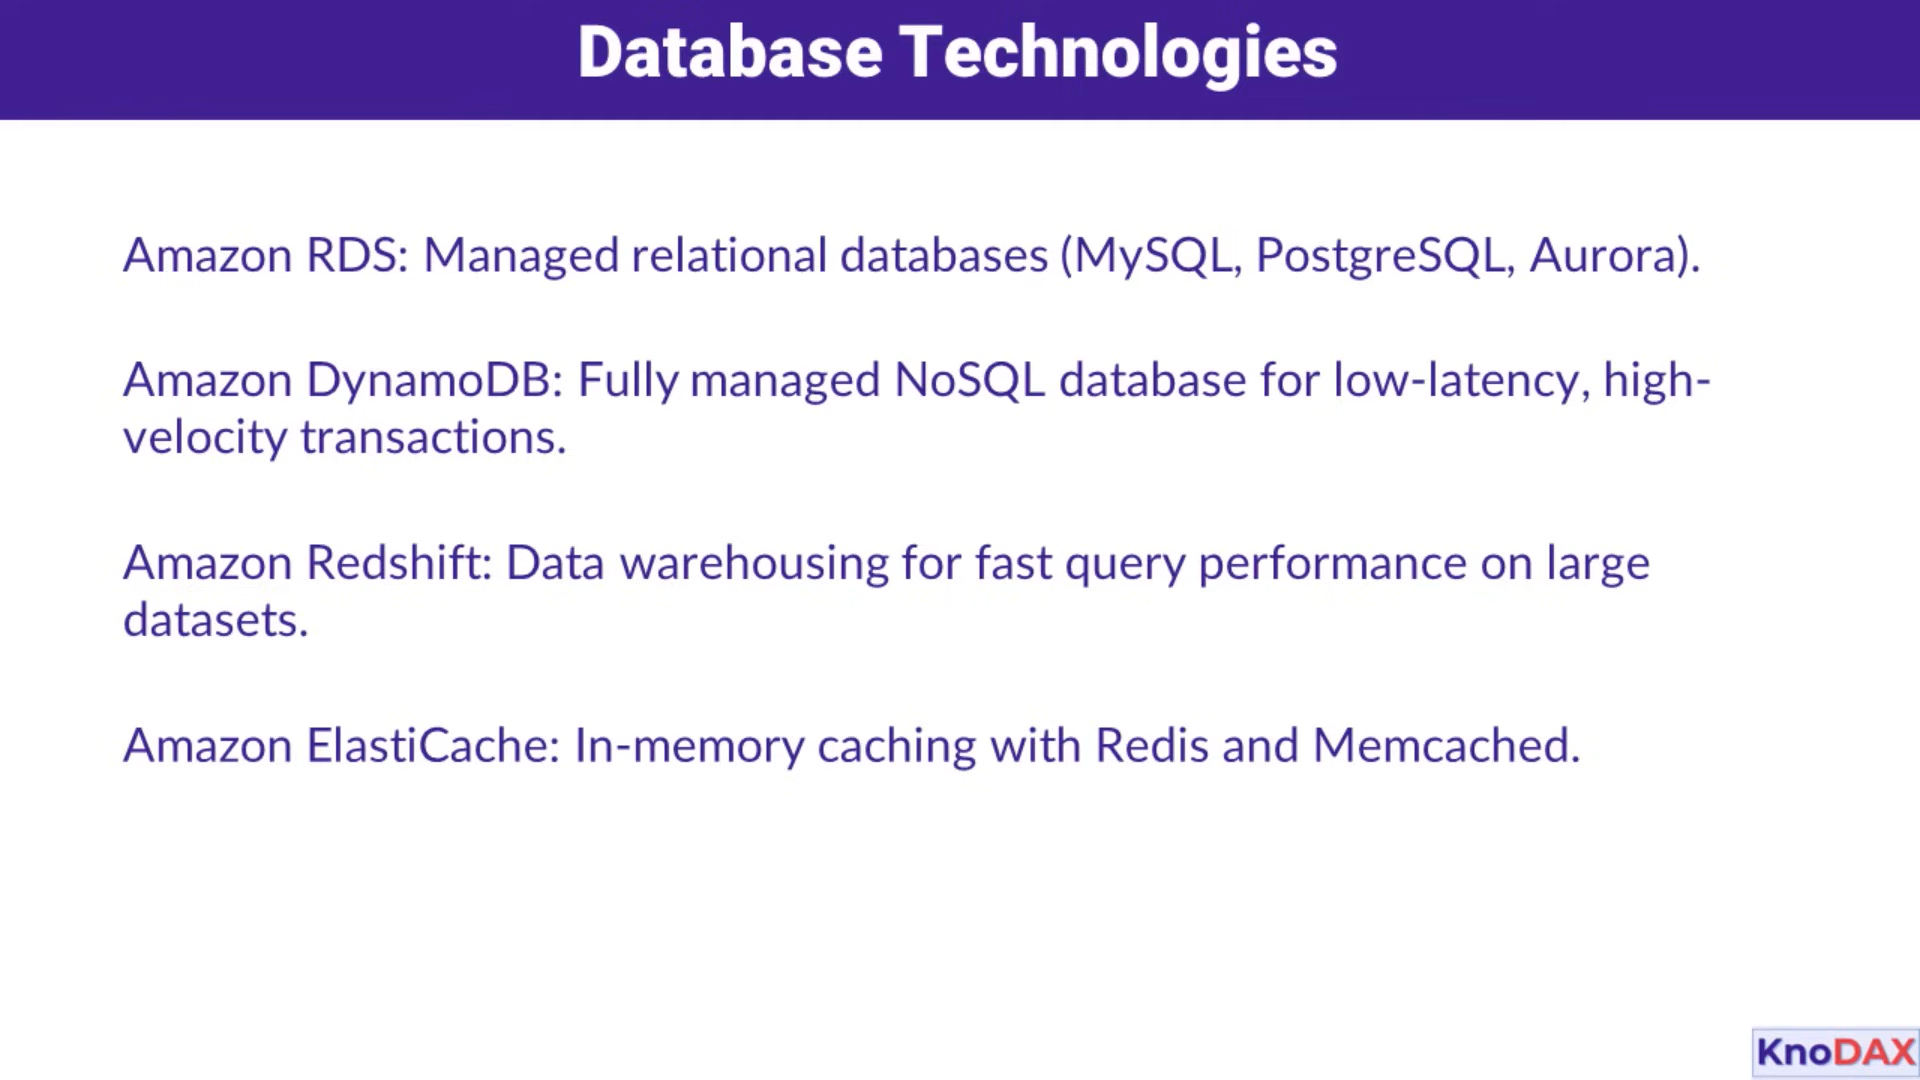 Database Technologies
Amazon RDS: Managed relational databases (MySQL, PostgreSQL, Aurora).
Amazon DynamoDB: Fully managed NoSQL database for low-latency, high-
velocity transactions.
Amazon Redshift: Data warehousing for fast query performance on large
datasets.
Amazon ElastiCache: In-memory caching with Redis and Memcached.
KnoDAX